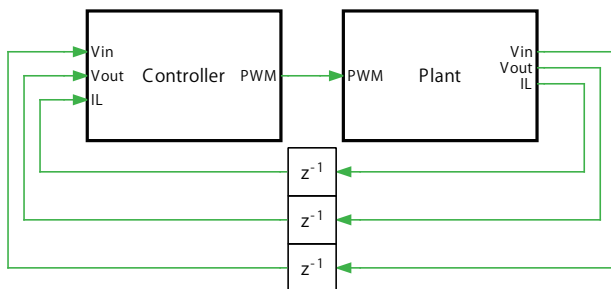 Vin
Vout
IL
Controller
PWM
PWM
Plant
Vin
Vout
IL
z⁻¹
z⁻¹
z⁻¹